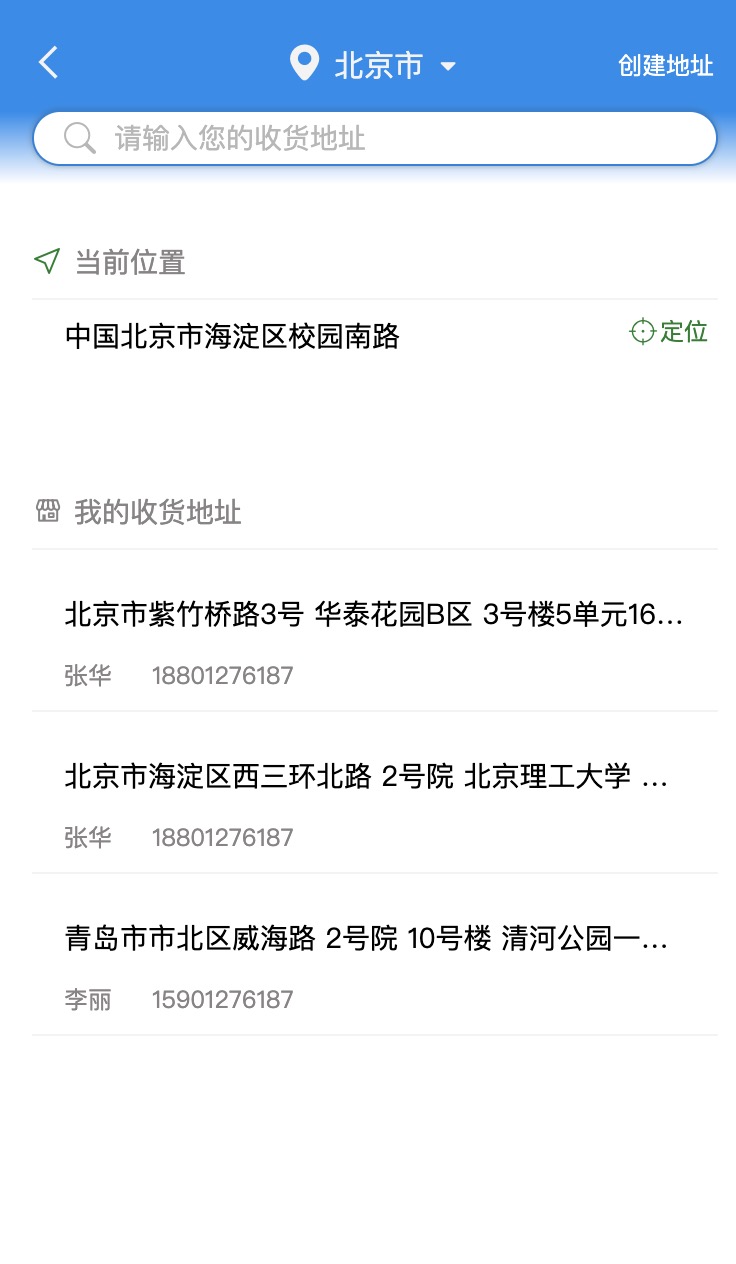 北京市
创建地址
请输入您的收货地址
当前位置
中国北京市海淀区校园南路
定位
我的收货地址
北京市紫竹桥路3号 华泰花园B区 3号楼5单元16...
张华 18801276187
北京市海淀区西三环北路 2号院 北京理工大学 ...
张华 18801276187
青岛市市北区威海路 2号院 10号楼 清河公园一...
李丽 15901276187